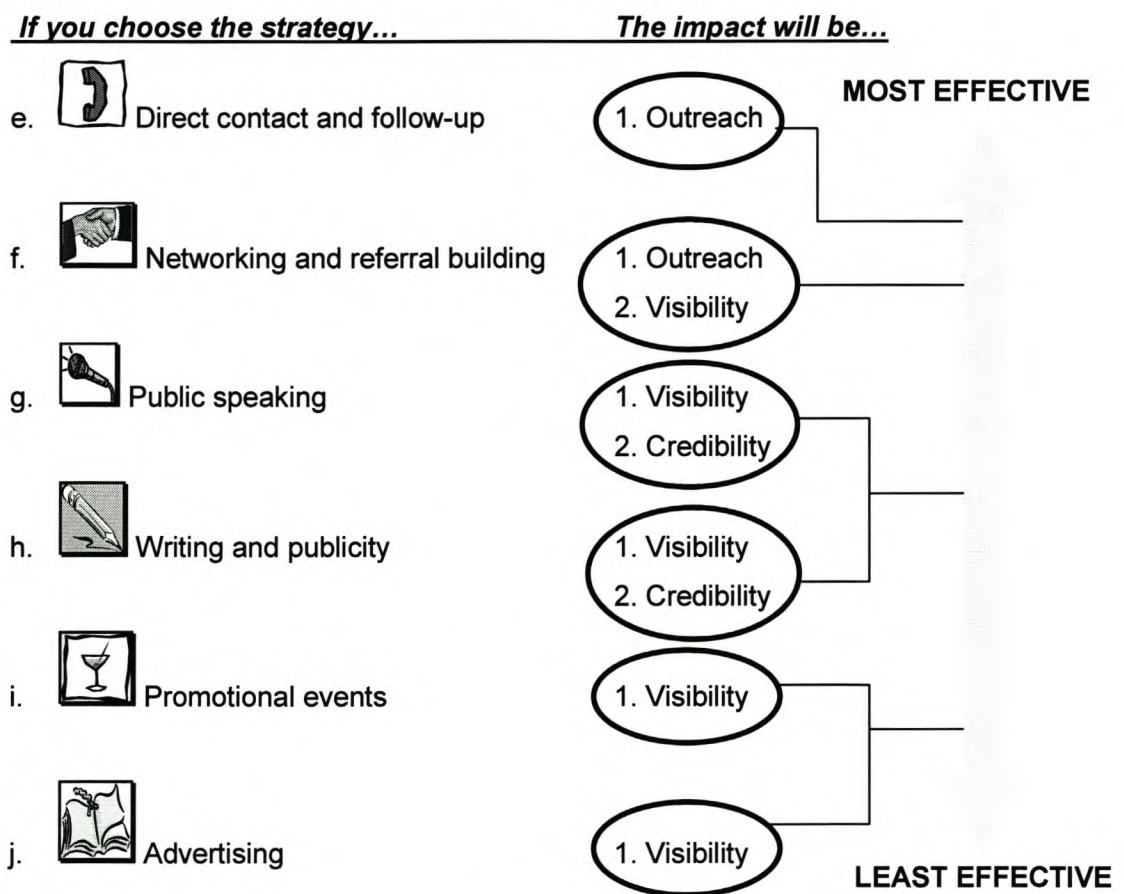 If you choose the strategy... The impact will be...
MOST EFFECTIVE
e. Direct contact and follow-up 1. Outreach
f. Networking and referral building 1. Outreach
2. Visibility
g. Public speaking 1. Visibility
2. Credibility
h. Writing and publicity 1. Visibility
2. Credibility
i. Promotional events 1. Visibility
j. Advertising 1. Visibility
LEAST EFFECTIVE